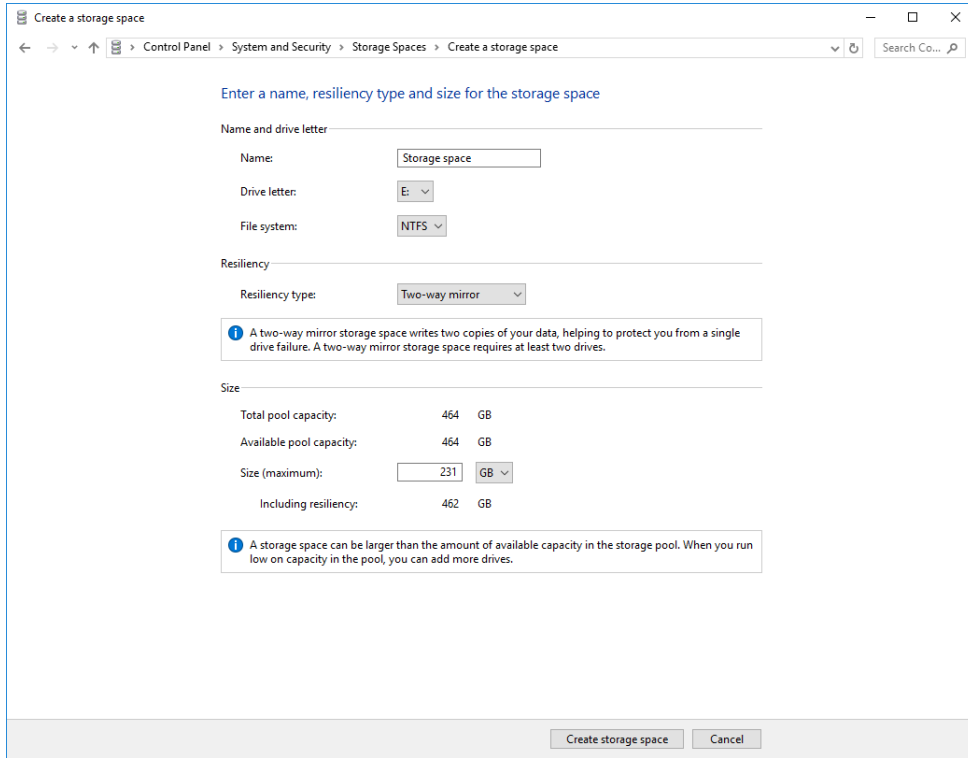 Create a storage space
Control Panel > System and Security > Storage Spaces > Create a storage space
Search Co...
Enter a name, resiliency type and size for the storage space
Name and drive letter
Name: Storage space
Drive letter: E:
File system: NTFS
Resiliency
Resiliency type: Two-way mirror
A two-way mirror storage space writes two copies of your data, helping to protect you from a single
drive failure. A two-way mirror storage space requires at least two drives.
Size
Total pool capacity: 464 GB
Available pool capacity: 464 GB
Size (maximum): 231 GB
Including resiliency: 462 GB
A storage space can be larger than the amount of available capacity in the storage pool. When you run
low on capacity in the pool, you can add more drives.
Create storage space Cancel